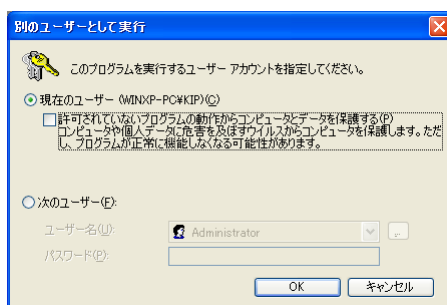 別のユーザーとして実行
このプログラムを実行するユーザー アカウントを指定してください。
現在のユーザー (WINXP-PC¥KIP)(C)
許可されていないプログラムの動作からコンピュータとデータを保護する(P)
コンピュータや個人データに危害を及ぼすウイルスからコンピュータを保護します。ただ
し、プログラムが正常に機能しなくなる可能性があります。
次のユーザー(F):
ユーザー名(U):
Administrator
...
パスワード(P):
OK
キャンセル